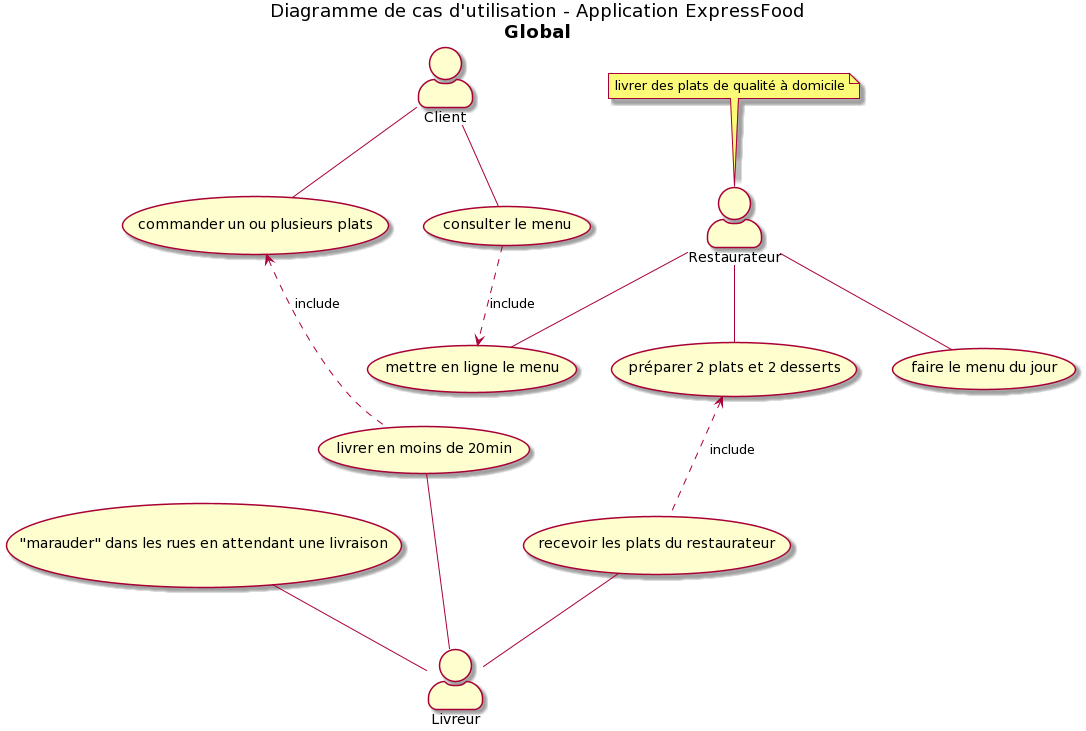 Diagramme de cas d'utilisation - Application ExpressFood
Global
livrer des plats de qualité à domicile
Client
commander un ou plusieurs plats
consulter le menu
Restaurateur
include
include
mettre en ligne le menu
préparer 2 plats et 2 desserts
faire le menu du jour
livrer en moins de 20min
include
"marauder" dans les rues en attendant une livraison
recevoir les plats du restaurateur
Livreur